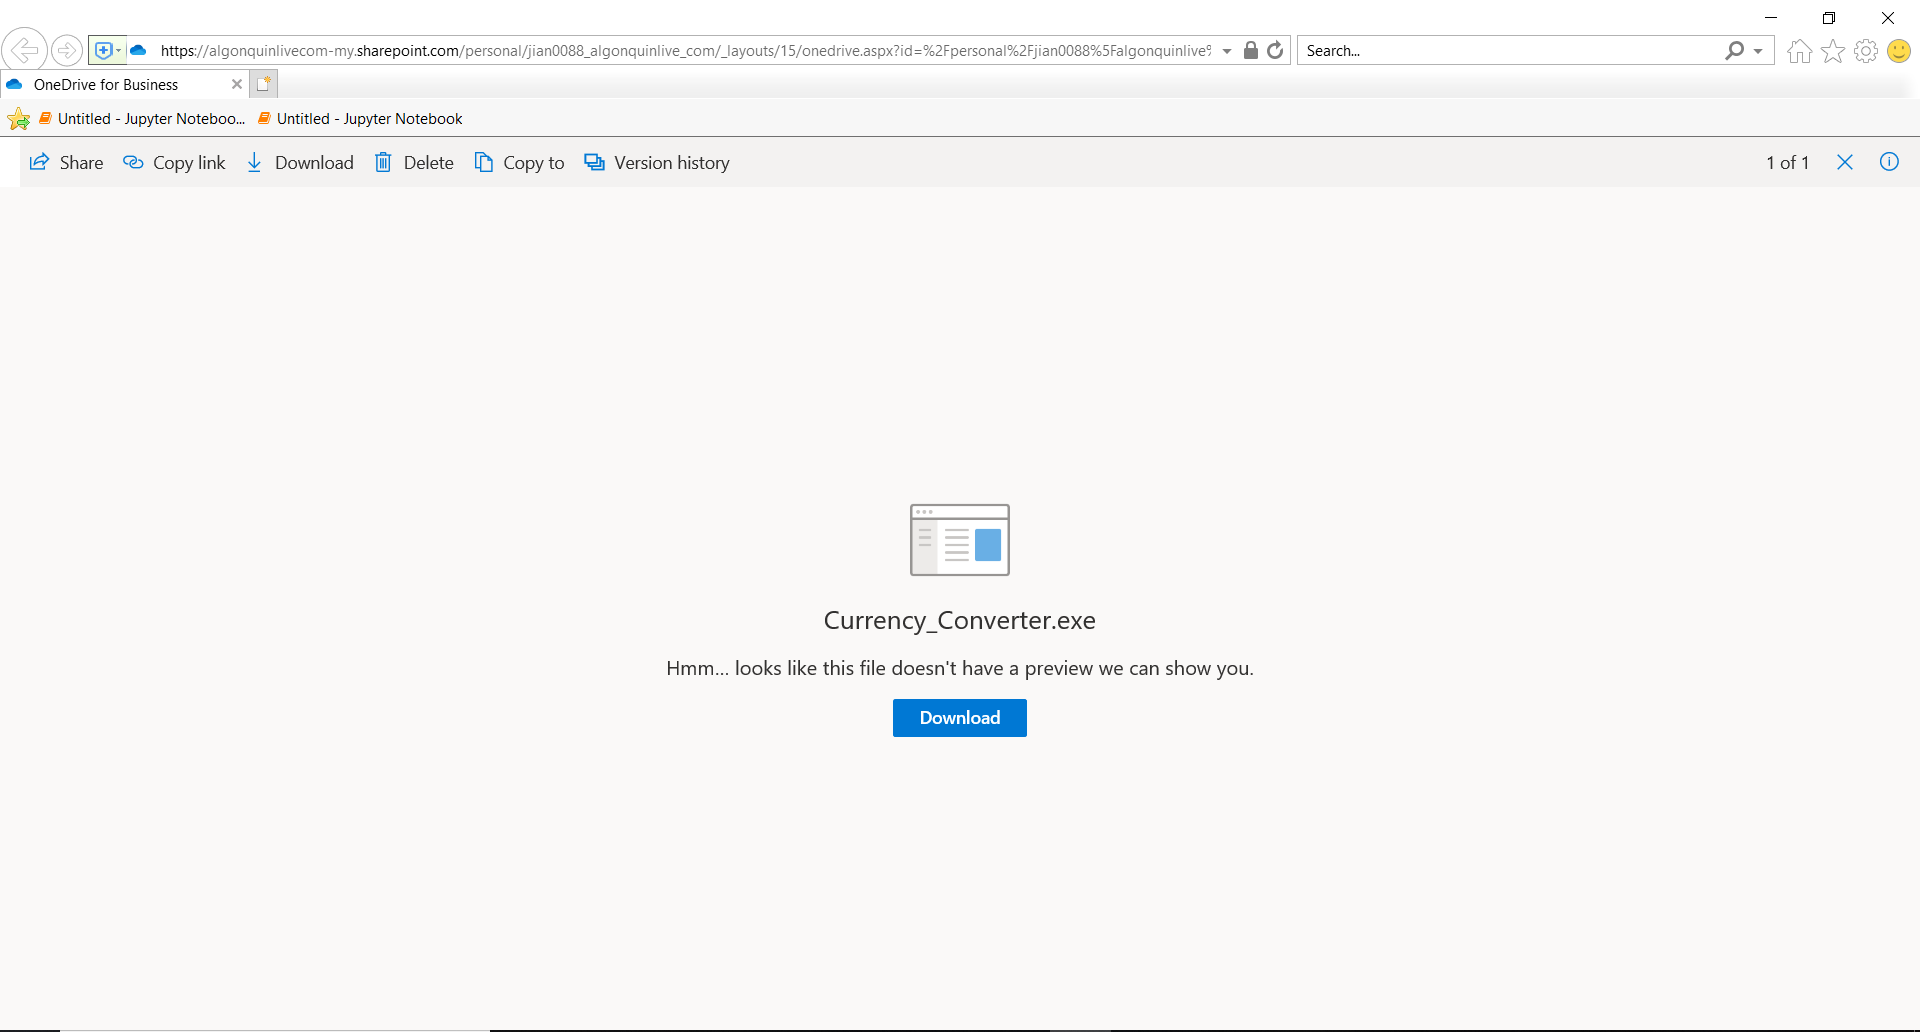 https://algonquinlivecom-my.sharepoint.com/personal/jian0088_algonquinlive_com/_layouts/15/onedrive.aspx?id=%2Fpersonal%2Fjian0088%5Falgonquinlive%
Search...
OneDrive for Business
Untitled - Jupyter Noteboo...
Untitled - Jupyter Notebook
Share Copy link Download Delete Copy to Version history 1 of 1
Currency_Converter.exe
Hmm... looks like this file doesn't have a preview we can show you.
Download